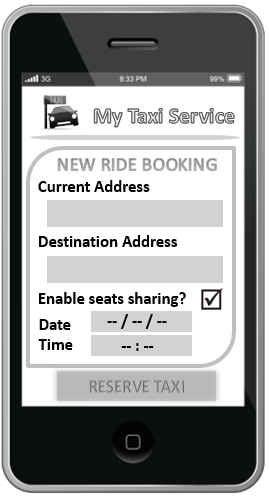 3G 8:33 PM 99%
TAXI
My Taxi Service
NEW RIDE BOOKING
Current Address
Destination Address
Enable seats sharing?
Date -- / -- / --
Time -- : --
RESERVE TAXI